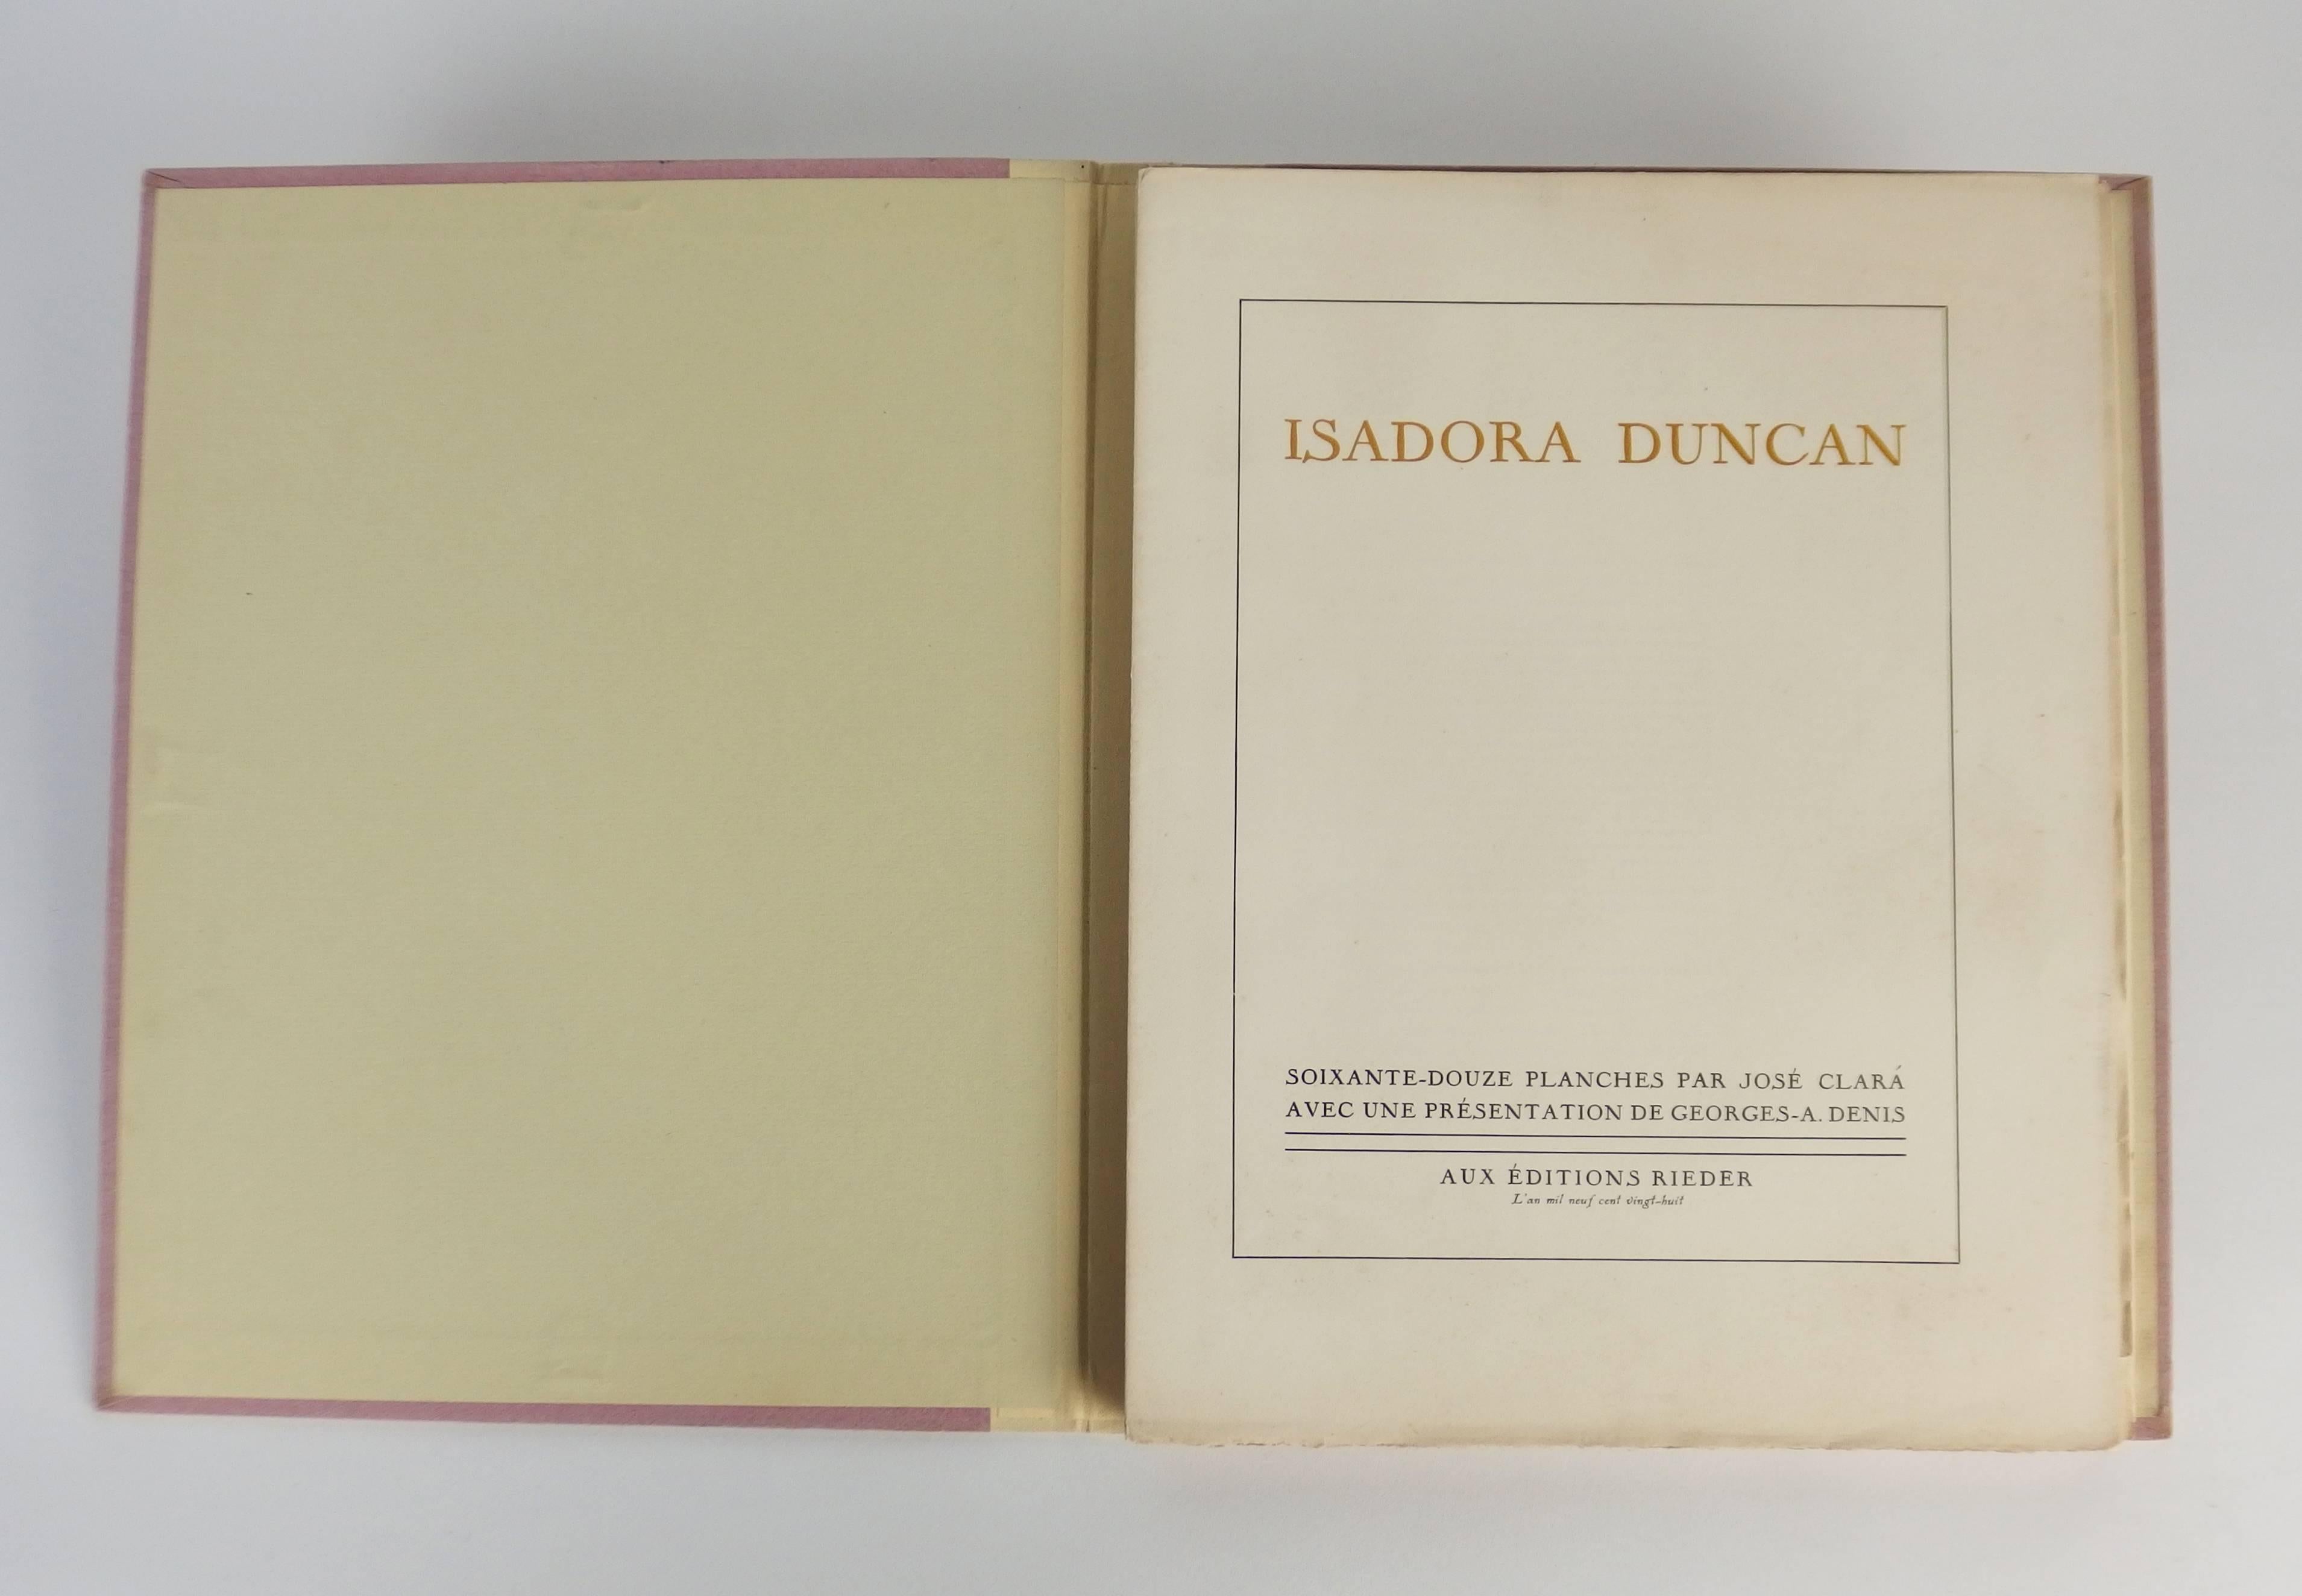 ISADORA DUNCAN
SOIXANTE-DOUZE PLANCHES PAR JOSÉ CLARÁ
AVEC UNE PRÉSENTATION DE GEORGES-A. DENIS
AUX ÉDITIONS RIEDER
L'an mil neuf cent vingt-huit